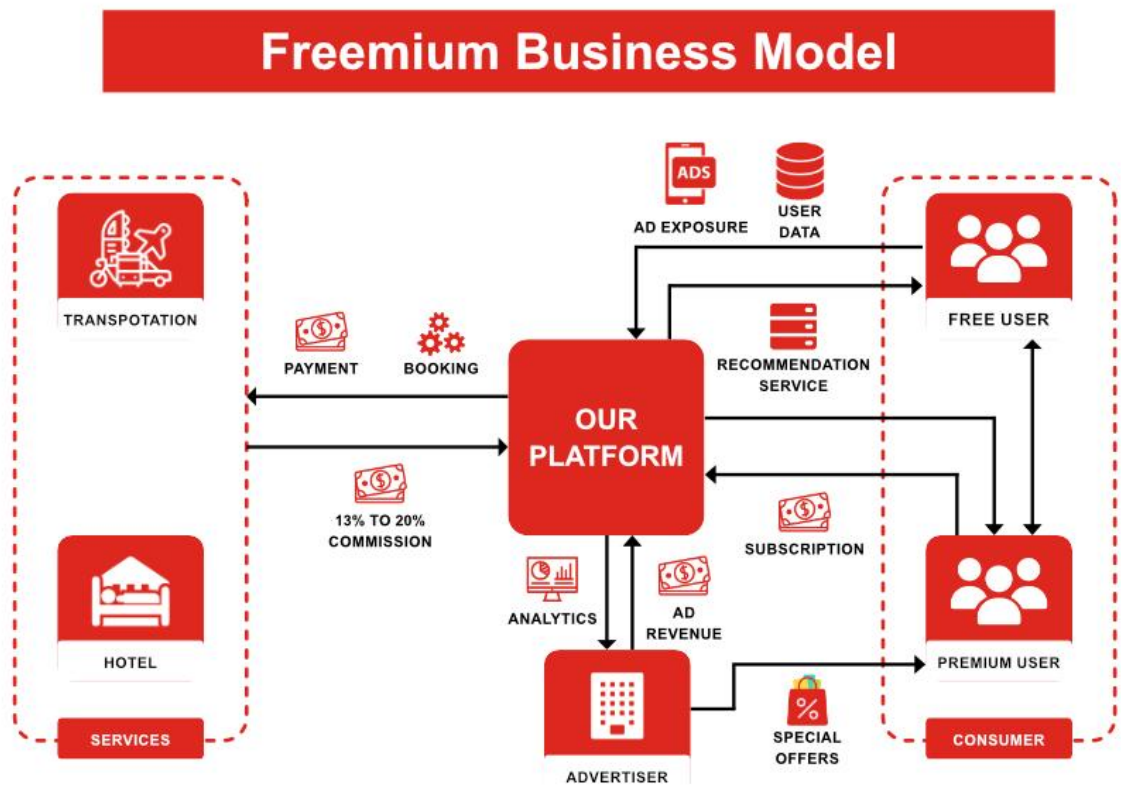 Freemium Business Model
ADS
AD EXPOSURE
USER
DATA
TRANSPOTATION
FREE USER
PAYMENT
BOOKING
RECOMMENDATION
SERVICE
OUR
PLATFORM
13% TO 20%
COMMISSION
SUBSCRIPTION
ANALYTICS
AD
REVENUE
HOTEL
PREMIUM USER
SERVICES
SPECIAL
OFFERS
CONSUMER
ADVERTISER